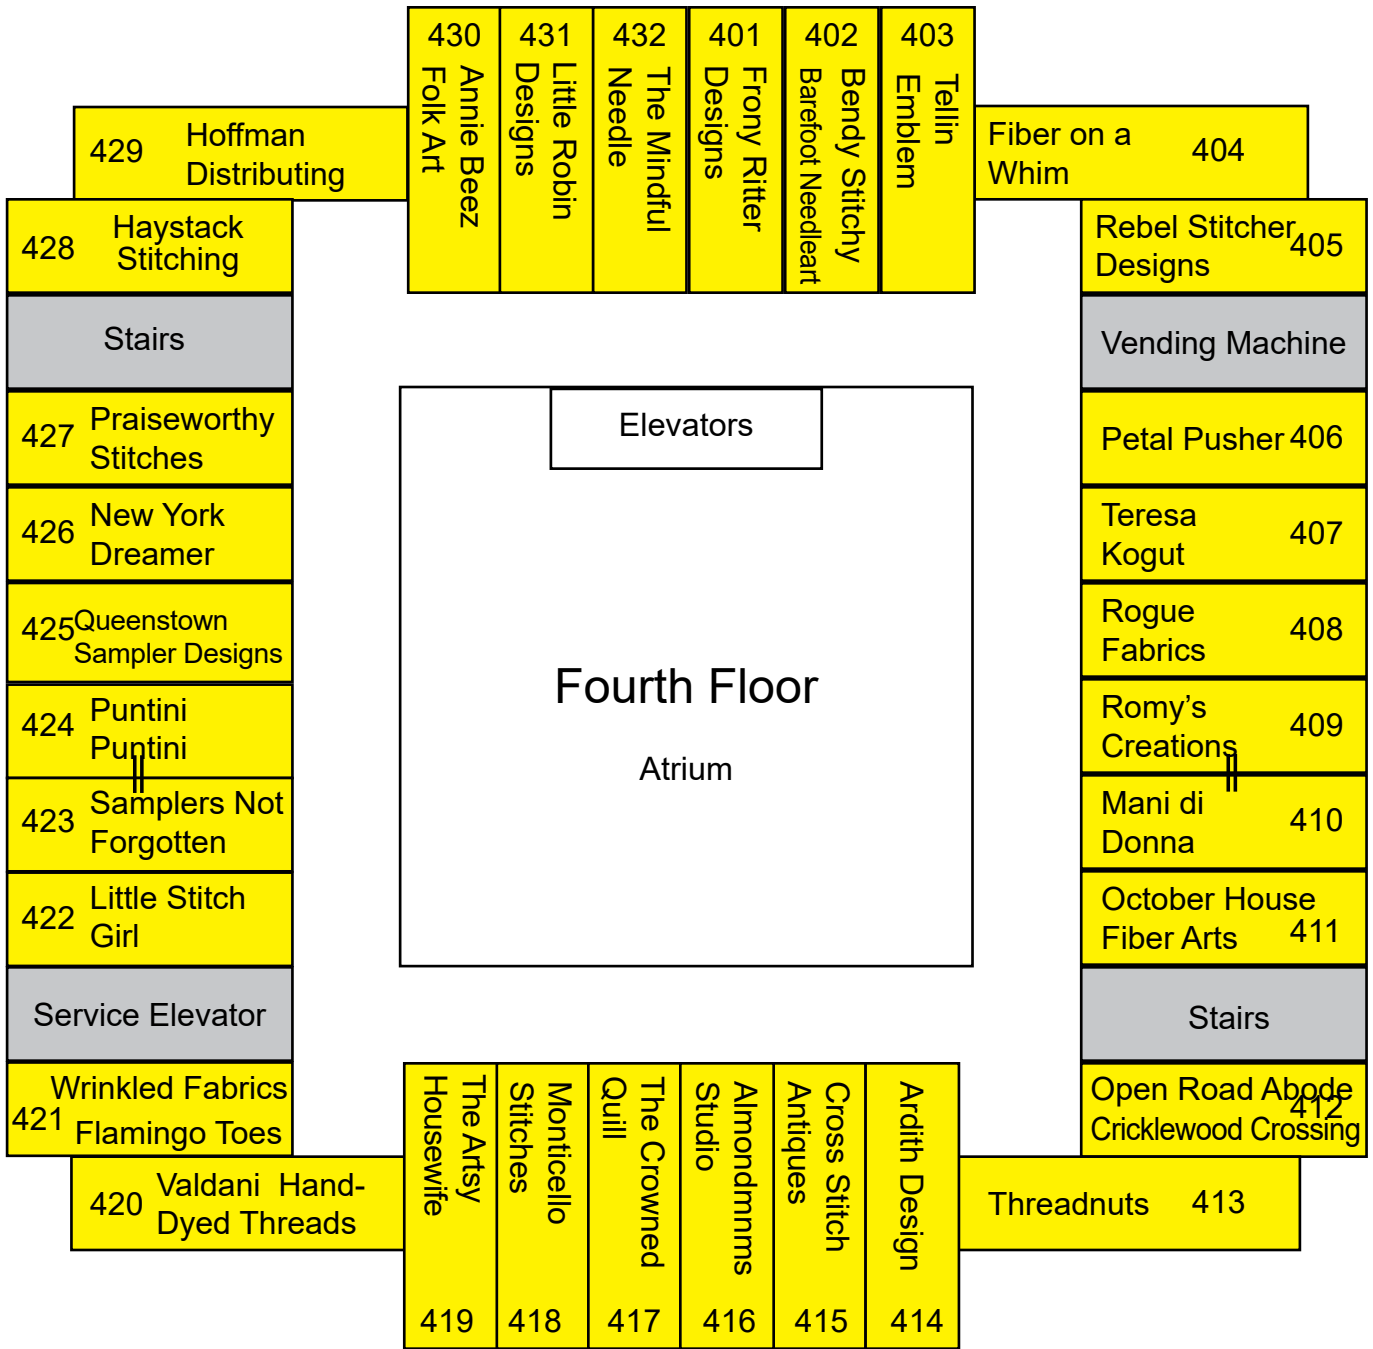 430
Annie Beez
Folk Art
431
Little Robin
Designs
432
The Mindful
Needle
401
Frony Ritter
Designs
402
Bendy Stitchy
Barefoot Needleart
403
Tellin
Emblem
429
Hoffman
Distributing
Fiber on a
Whim
404
428
Haystack
Stitching
Rebel Stitcher
Designs
405
Stairs
Vending Machine
Elevators
427
Praiseworthy
Stitches
Petal Pusher
406
426
New York
Dreamer
Teresa
Kogut
407
425
Queenstown
Sampler Designs
Rogue
Fabrics
408
424
Puntini
Puntini
Fourth Floor
Atrium
Romy's
Creations
409
423
Samplers Not
Forgotten
Mani di
Donna
410
422
Little Stitch
Girl
October House
Fiber Arts
411
Service Elevator
Stairs
421
Wrinkled Fabrics
Flamingo Toes
Open Road Abode
412
Cricklewood Crossing
420
Valdani  Hand-
Dyed Threads
The Artsy
Housewife
419
Monticello
Stitches
418
The Crowned
Quill
417
Almondmnms
Studio
416
Cross Stitch
Antiques
415
Ardith Design
414
Threadnuts
413